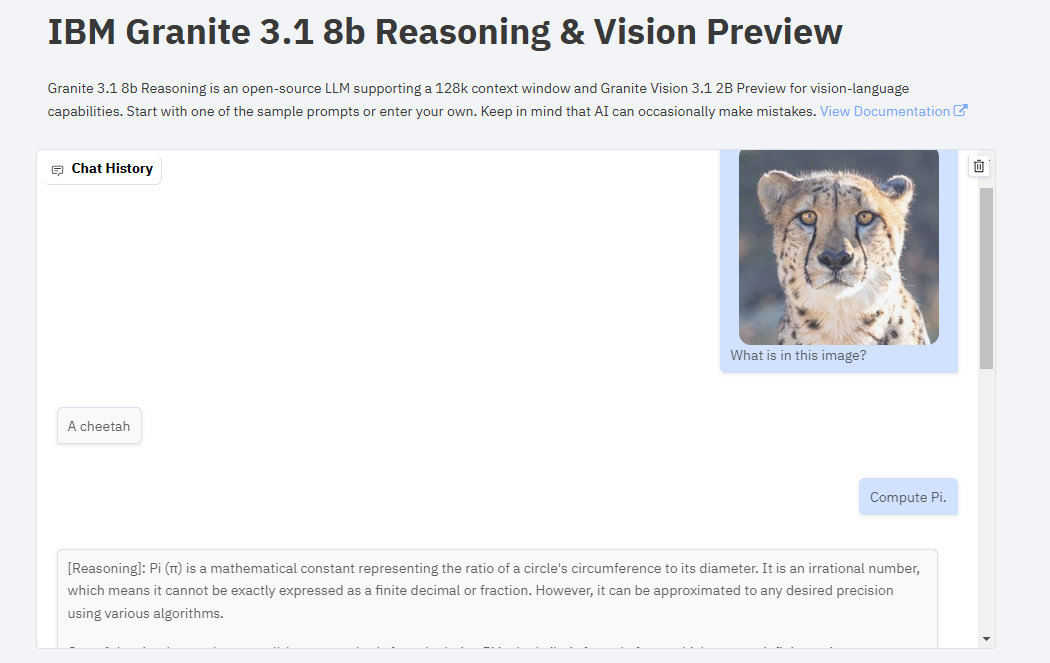 IBM Granite 3.1 8b Reasoning & Vision Preview
Granite 3.1 8b Reasoning is an open-source LLM supporting a 128k context window and Granite Vision 3.1 2B Preview for vision-language
capabilities. Start with one of the sample prompts or enter your own. Keep in mind that AI can occasionally make mistakes. View Documentation
Chat History
What is in this image?
A cheetah
Compute Pi.
[Reasoning]: Pi (π) is a mathematical constant representing the ratio of a circle's circumference to its diameter. It is an irrational number,
which means it cannot be exactly expressed as a finite decimal or fraction. However, it can be approximated to any desired precision
using various algorithms.